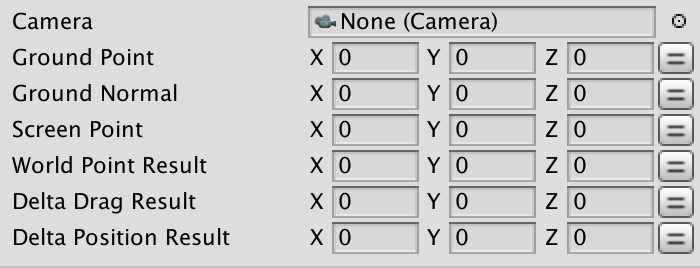 Camera None (Camera)
Ground Point X 0 Y 0 Z 0 =
Ground Normal X 0 Y 0 Z 0 =
Screen Point X 0 Y 0 Z 0 =
World Point Result X 0 Y 0 Z 0 =
Delta Drag Result X 0 Y 0 Z 0 =
Delta Position Result X 0 Y 0 Z 0 =